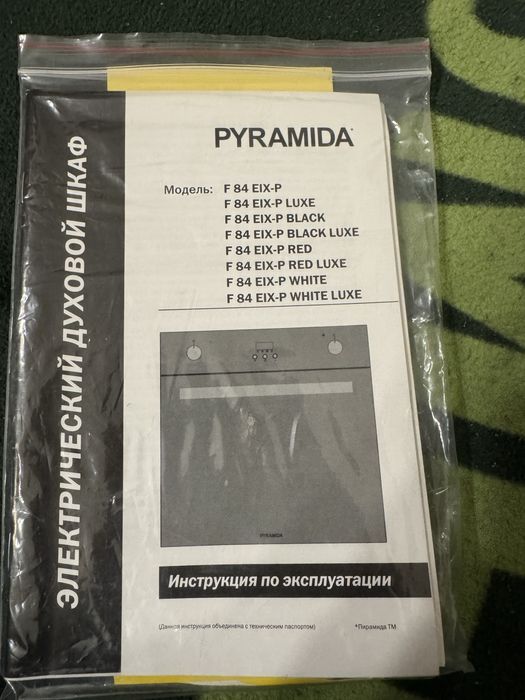 ЭЛЕКТРИЧЕСКИЙ ДУХОВОЙ ШКАФ
PYRAMIDA*
Модель: F 84 EIX-P
F 84 EIX-P LUXE
F 84 EIX-P BLACK
F 84 EIX-P BLACK LUXE
F 84 EIX-P RED
F 84 EIX-P RED LUXE
F 84 EIX-P WHITE
F 84 EIX-P WHITE LUXE
PYRAMIDA
Инструкция по эксплуатации
(Данная инструкция объединена с техническим паспортом) *Пирамида ТМ